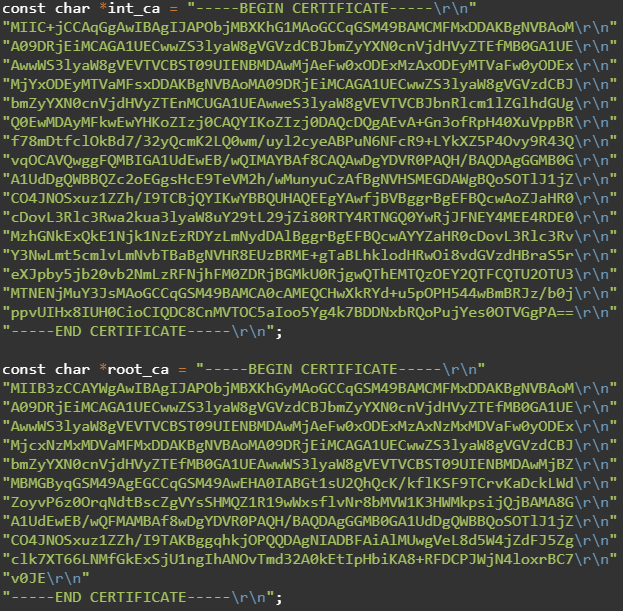 const char *int_ca = "-----BEGIN CERTIFICATE-----\r\n"
"MIIC+jCCAqGgAwIBAgIJAPObjMBXKhG1MAoGCCqGSM49BAMCMFMxDDAKBgNVBAoM\r\n"
"A09DRjEiMCAGA1UECwwZS3lyaW8gVGVzdCBJbmZyYXN0cnVjdHVyZTEfMB0GA1UE\r\n"
"AwwWS3lyaW8gVEVTVCBST09UIENBMDAwMjAeFw0xODExMzAxODEyMTVaFw0yODEx\r\n"
"MjYxODEyMTVaMFsxDDAKBgNVBAoMA09DRjEiMCAGA1UECwwZS3lyaW8gVGVzdCBJ\r\n"
"bmZyYXN0cnVjdHVyZTEnMCUGA1UEAwweS3lyaW8gVEVTVCBJbnRlcm1lZGlhdGUg\r\n"
"Q0EwMDAyMFkwEwYHKoZIzj0CAQYIKoZIzj0DAQcDQgAEvA+Gn3ofRpH40XuVppBR\r\n"
"f78mDtfclOkBd7/32yQcmK2LQ0wm/uyl2cyeABPuN6NFcR9+LYkXZ5P4Ovy9R43Q\r\n"
"vqOCAVQwggFQMBIGA1UdEwEB/wQIMAYBAf8CAQAwDgYDVR0PAQH/BAQDAgGGMB0G\r\n"
"A1UdDgQWBBQZc2oEGgsHcE9TeVM2h/wMunyuCzAfBgNVHSMEGDAWgBQoSOTlJ1jZ\r\n"
"CO4JNOSxuz1ZZh/I9TCBjQYIKwYBBQUHAQEEgYAwfjBVBggrBgEFBQcwAoZJaHR0\r\n"
"cDovL3Rlc3Rwa2kua3lyaW8uY29tL29jZi80RTY4RTNGQ0YwRjJFNEY4MEE4RDE0\r\n"
"MzhGNkExQkE1Njk1NzEzRDYzLmNydDAlBggrBgEFBQcwAYYZaHR0cDovL3Rlc3Rv\r\n"
"Y3NwLmt5cmlvLmNvbTBaBgNVHR8EUzBRME+gTaBLhklodHRwOi8vdGVzdHBraS5r\r\n"
"eXJpby5jb20vb2NmLzRFNjhFM0ZDRjBGMkU0RjgwQThEMTQzOEY2QTFCQTU2OTU3\r\n"
"MTNENjMuY3JsMAoGCCqGSM49BAMCA0cAMEQCHwXkRYd+u5pOPH544wBmBRJz/b0j\r\n"
"ppvUIHx8IUH0CioCIQDC8CnMVTOC5aIoo5Yg4k7BDDNxbRQoPujYes0OTVGgPA==\r\n"
"-----END CERTIFICATE-----\r\n";
const char *root_ca = "-----BEGIN CERTIFICATE-----\r\n"
"MIIB3zCCAYWgAwIBAgIJAPObjMBXKhGyMAoGCCqGSM49BAMCMFMxDDAKBgNVBAoM\r\n"
"A09DRjEiMCAGA1UECwwZS3lyaW8gVGVzdCBJbmZyYXN0cnVjdHVyZTEfMB0GA1UE\r\n"
"AwwWS3lyaW8gVEVTVCBST09UIENBMDAwMjAeFw0xODExMzAxNzMxMDVaFw0yODEx\r\n"
"MjcxNzMxMDVaMFMxDDAKBgNVBAoMA09DRjEiMCAGA1UECwwZS3lyaW8gVGVzdCBJ\r\n"
"bmZyYXN0cnVjdHVyZTEfMB0GA1UEAwwWS3lyaW8gVEVTVCBST09UIENBMDAwMjBZ\r\n"
"MBMGByqGSM49AgEGCCqGSM49AwEHA0IABGt1sU2QhQcK/kflKSF9TCrvKaDckLWd\r\n"
"ZoyvP6z0OrqNdtBscZgVYsSHMQZ1R19wWxsflvNr8bMVW1K3HWMkpsijQjBAMA8G\r\n"
"A1UdEwEB/wQFMAMBAf8wDgYDVR0PAQH/BAQDAgGGMB0GA1UdDgQWBBQoSOTlJ1jZ\r\n"
"CO4JNOSxuz1ZZh/I9TAKBggqhkjOPQQDAgNIADBFAiAlMUwgVeL8d5W4jZdFJ5Zg\r\n"
"clk7XT66LNMfGkExSjU1ngIhANOvTmd32A0kEtIpHbiKA8+RFDCPJWjN4loxrBC7\r\n"
"v0JE\r\n"
"-----END CERTIFICATE-----\r\n";